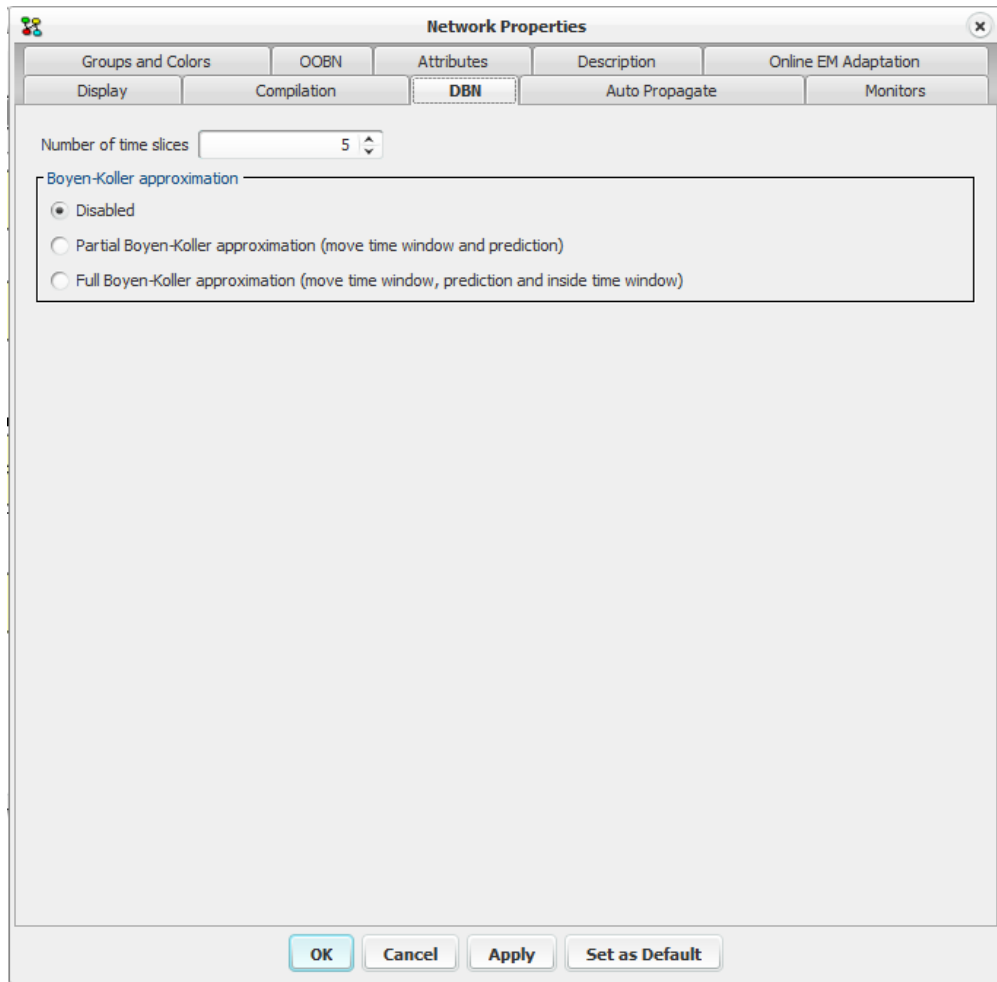 Network Properties
Groups and Colors OOBN Attributes Description Online EM Adaptation
Display Compilation DBN Auto Propagate Monitors
Number of time slices 5
Boyen-Koller approximation
Disabled
Partial Boyen-Koller approximation (move time window and prediction)
Full Boyen-Koller approximation (move time window, prediction and inside time window)
OK Cancel Apply Set as Default